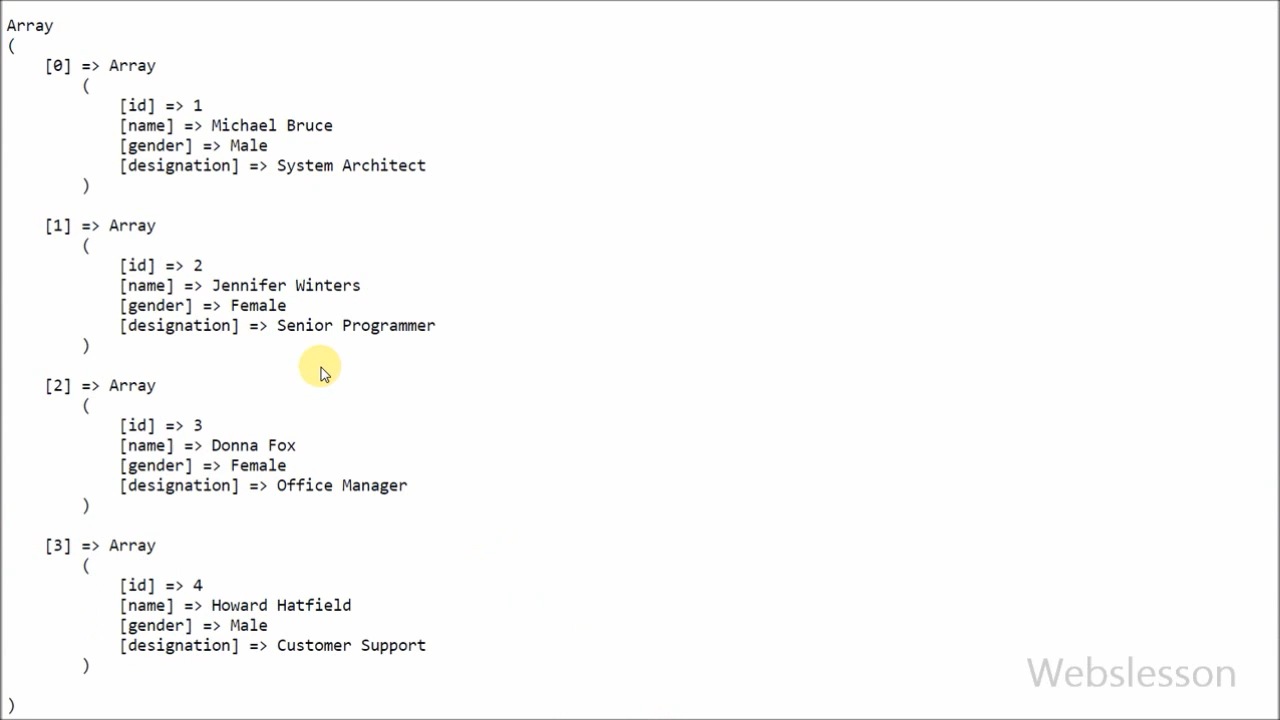 Array
(
    [0] => Array
        (
            [id] => 1
            [name] => Michael Bruce
            [gender] => Male
            [designation] => System Architect
        )

    [1] => Array
        (
            [id] => 2
            [name] => Jennifer Winters
            [gender] => Female
            [designation] => Senior Programmer
        )

    [2] => Array
        (
            [id] => 3
            [name] => Donna Fox
            [gender] => Female
            [designation] => Office Manager
        )

    [3] => Array
        (
            [id] => 4
            [name] => Howard Hatfield
            [gender] => Male
            [designation] => Customer Support
        )

)
Webslesson